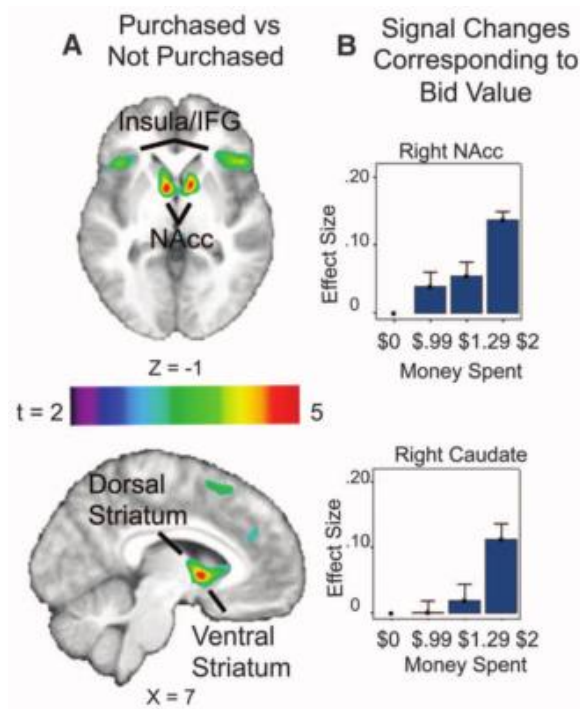 A
Purchased vs
Not Purchased
Insula/IFG
NAcc
Z = -1
t = 2
5
Dorsal
Striatum
Ventral
Striatum
X = 7
B
Signal Changes
Corresponding to
Bid Value
Right NAcc
.20
.10
0
Effect Size
$0 $.99 $1.29 $2
Money Spent
Right Caudate
.20
.10
0
Effect Size
$0 $.99 $1.29 $2
Money Spent